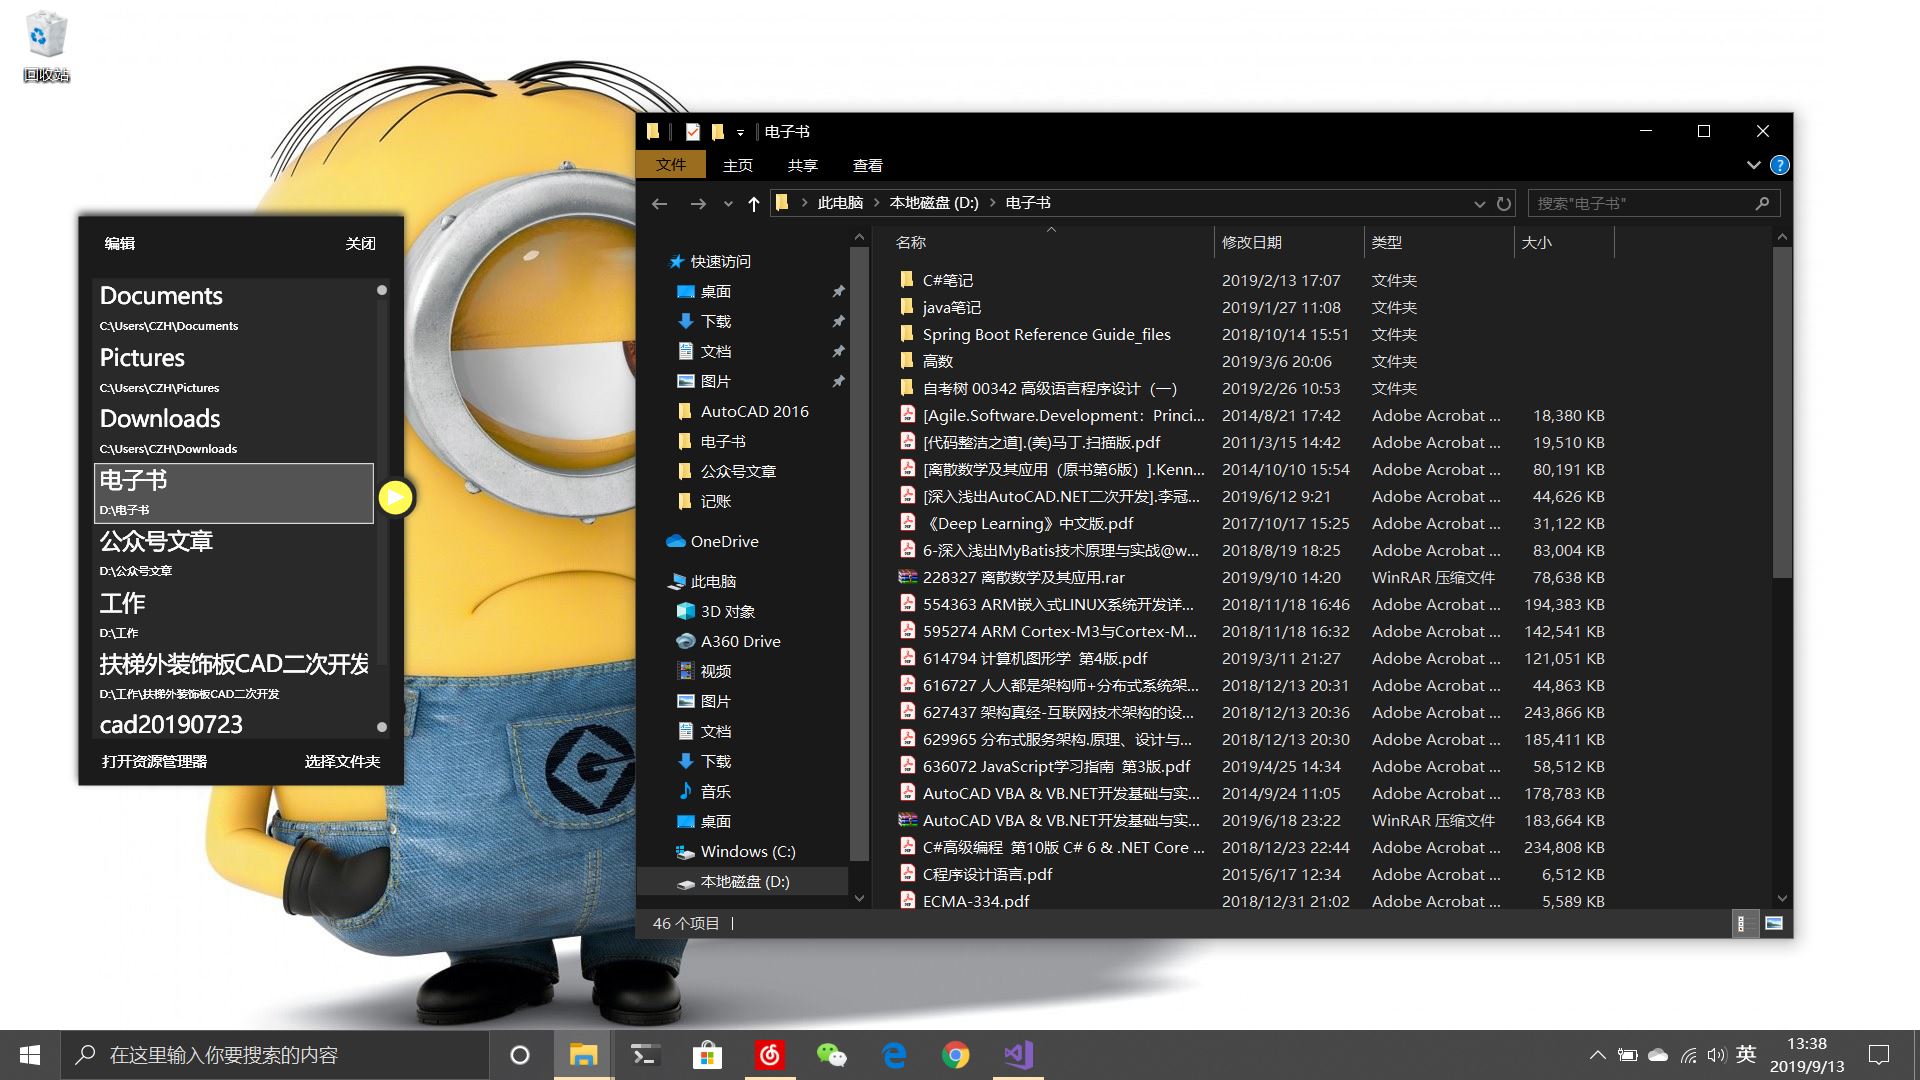 回收站
编辑 关闭
Documents
C:\Users\CZH\Documents
Pictures
C:\Users\CZH\Pictures
Downloads
C:\Users\CZH\Downloads
电子书
D:\电子书
公众号文章
D:\公众号文章
工作
D:\工作
扶梯外装饰板CAD二次开发
D:\工作\扶梯外装饰板CAD二次开发
cad20190723
打开资源管理器 选择文件夹
电子书
文件 主页 共享 查看
此电脑 本地磁盘 (D:) 电子书 搜索"电子书"
快速访问
桌面
下载
文档
图片
AutoCAD 2016
电子书
公众号文章
记账
OneDrive
此电脑
3D 对象
A360 Drive
视频
图片
文档
下载
音乐
桌面
Windows (C:)
本地磁盘 (D:)
名称 修改日期 类型 大小
C#笔记 2019/2/13 17:07 文件夹
java笔记 2019/1/27 11:08 文件夹
Spring Boot Reference Guide_files 2018/10/14 15:51 文件夹
高数 2019/3/6 20:06 文件夹
自考树 00342 高级语言程序设计（一） 2019/2/26 10:53 文件夹
[Agile.Software.Development：Princi... 2014/8/21 17:42 Adobe Acrobat ... 18,380 KB
[代码整洁之道].(美)马丁.扫描版.pdf 2011/3/15 14:42 Adobe Acrobat ... 19,510 KB
[离散数学及其应用（原书第6版）].Kenn... 2014/10/10 15:54 Adobe Acrobat ... 80,191 KB
[深入浅出AutoCAD.NET二次开发].李冠... 2019/6/12 9:21 Adobe Acrobat ... 44,626 KB
《Deep Learning》中文版.pdf 2017/10/17 15:25 Adobe Acrobat ... 31,122 KB
6-深入浅出MyBatis技术原理与实战@w... 2018/8/19 18:25 Adobe Acrobat ... 83,004 KB
228327 离散数学及其应用.rar 2019/9/10 14:20 WinRAR 压缩文件 78,638 KB
554363 ARM嵌入式LINUX系统开发详... 2018/11/18 16:46 Adobe Acrobat ... 194,383 KB
595274 ARM Cortex-M3与Cortex-M... 2018/11/18 16:32 Adobe Acrobat ... 142,541 KB
614794 计算机图形学 第4版.pdf 2019/3/11 21:27 Adobe Acrobat ... 121,051 KB
616727 人人都是架构师+分布式系统架... 2018/12/13 20:31 Adobe Acrobat ... 44,863 KB
627437 架构真经-互联网技术架构的设... 2018/12/13 20:36 Adobe Acrobat ... 243,866 KB
629965 分布式服务架构.原理、设计与... 2018/12/13 20:30 Adobe Acrobat ... 185,411 KB
636072 JavaScript学习指南 第3版.pdf 2019/4/25 14:34 Adobe Acrobat ... 58,512 KB
AutoCAD VBA & VB.NET开发基础与实... 2014/9/24 11:05 Adobe Acrobat ... 178,783 KB
AutoCAD VBA & VB.NET开发基础与实... 2019/6/18 23:22 WinRAR 压缩文件 183,664 KB
C#高级编程 第10版 C# 6 & .NET Core ... 2018/12/23 22:44 Adobe Acrobat ... 234,808 KB
C程序设计语言.pdf 2015/6/17 12:34 Adobe Acrobat ... 6,512 KB
ECMA-334.pdf 2018/12/31 21:02 Adobe Acrobat ... 5,589 KB
46 个项目
在这里输入你要搜索的内容
英
13:38
2019/9/13